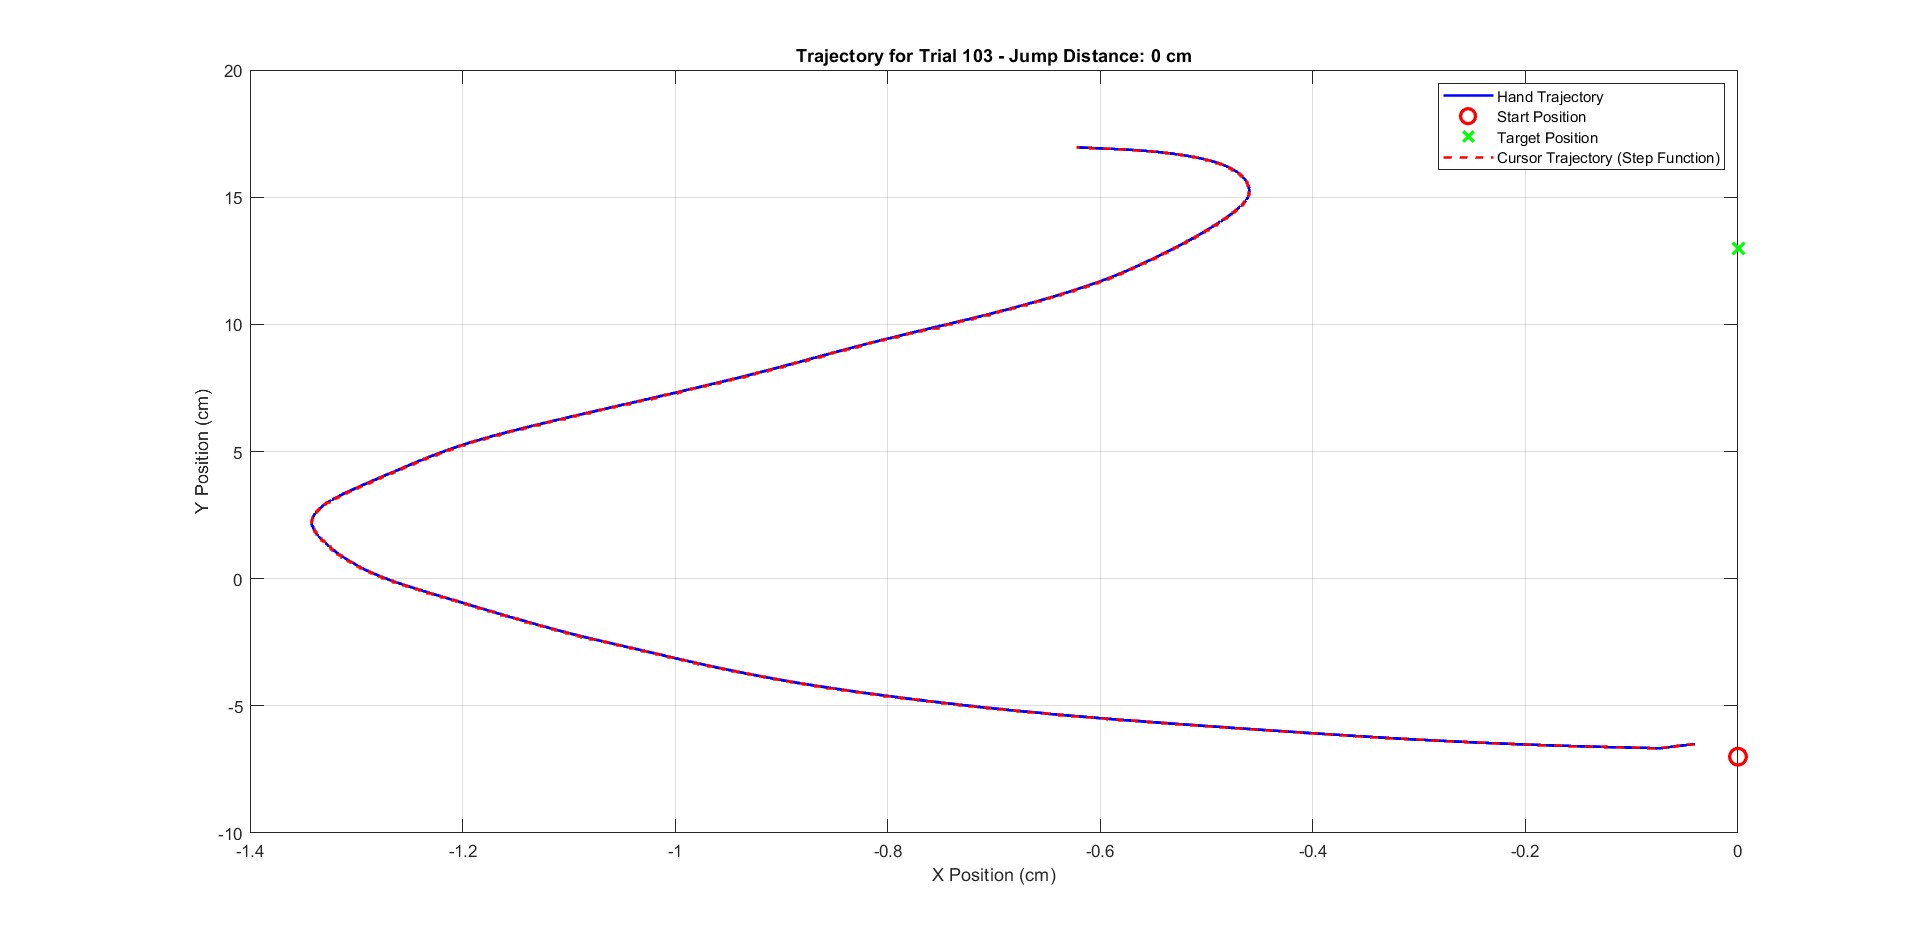 Trajectory for Trial 103 - Jump Distance: 0 cm
Hand Trajectory
Start Position
Target Position
Cursor Trajectory (Step Function)
20
15
10
5
0
-5
-10
Y Position (cm)
-1.4 -1.2 -1 -0.8 -0.6 -0.4 -0.2 0
X Position (cm)